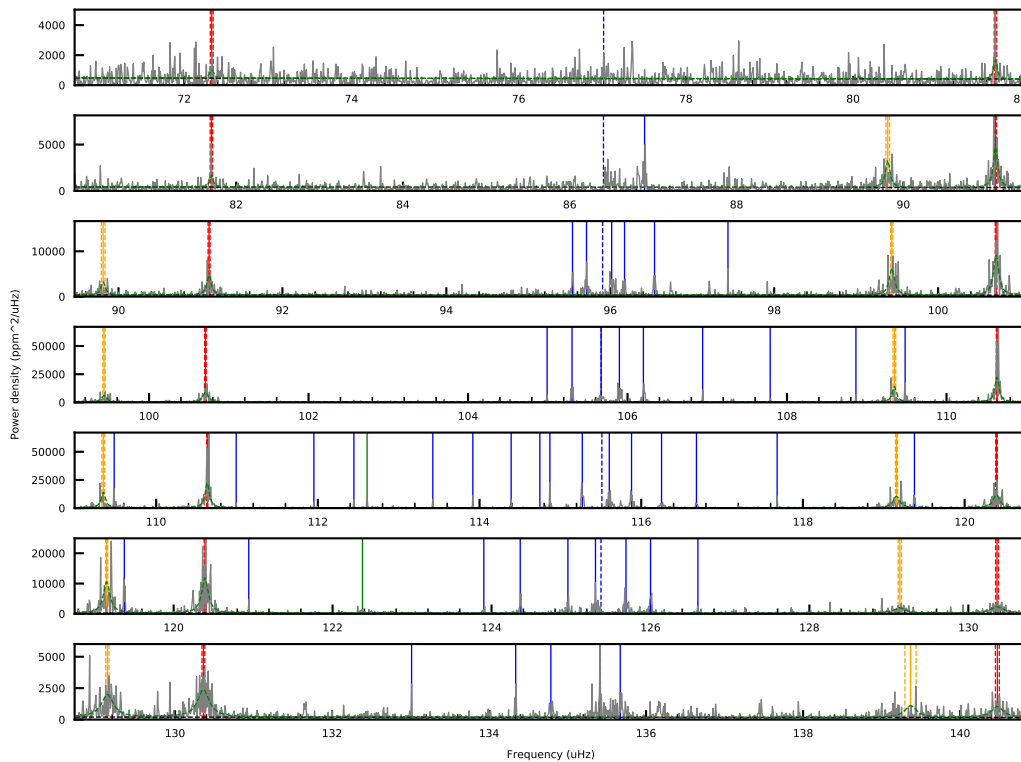 4000
2000
0
72 74 76 78 80 8
5000
0
82 84 86 88 90
10000
0
90 92 94 96 98 100
50000
25000
0
100 102 104 106 108 110
50000
25000
0
110 112 114 116 118 120
20000
10000
0
120 122 124 126 128 130
5000
2500
0
130 132 134 136 138 140
Power density (ppm^2/uHz)
Frequency (uHz)